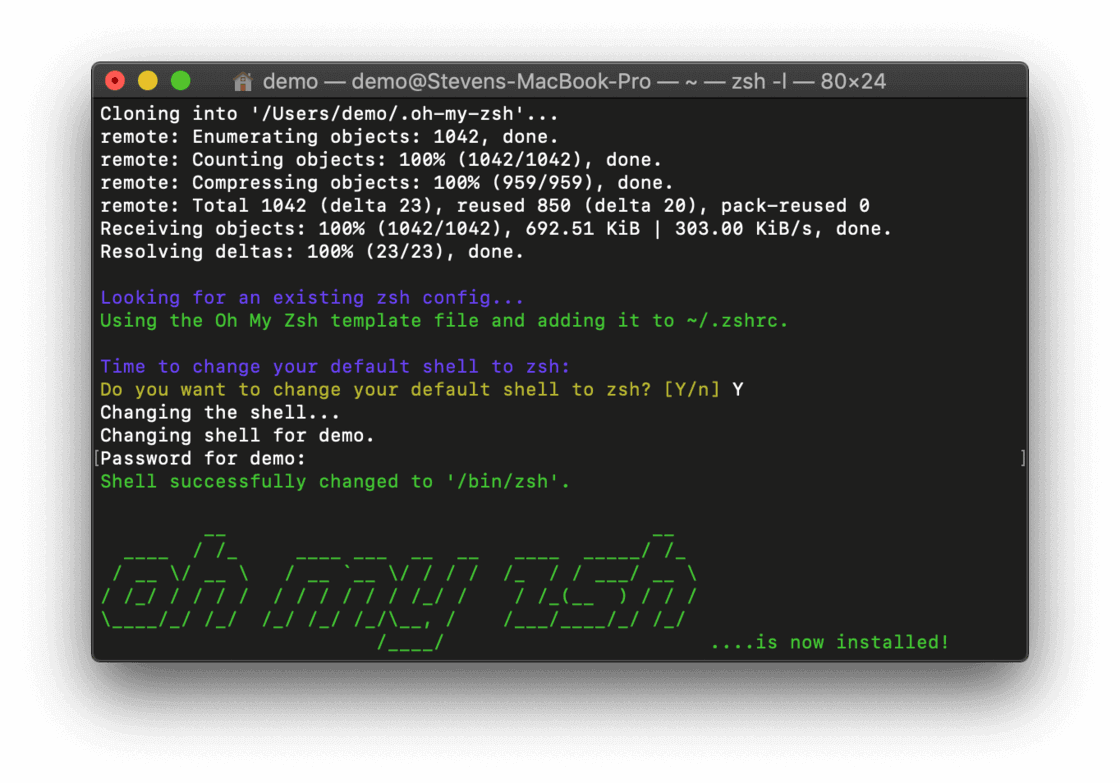 demo — demo@Stevens-MacBook-Pro — ~ — zsh -l — 80×24
Cloning into '/Users/demo/.oh-my-zsh'...
remote: Enumerating objects: 1042, done.
remote: Counting objects: 100% (1042/1042), done.
remote: Compressing objects: 100% (959/959), done.
remote: Total 1042 (delta 23), reused 850 (delta 20), pack-reused 0
Receiving objects: 100% (1042/1042), 692.51 KiB | 303.00 KiB/s, done.
Resolving deltas: 100% (23/23), done.
Looking for an existing zsh config...
Using the Oh My Zsh template file and adding it to ~/.zshrc.
Time to change your default shell to zsh:
Do you want to change your default shell to zsh? [Y/n] Y
Changing the shell...
Changing shell for demo.
[Password for demo: ]
Shell successfully changed to '/bin/zsh'.
oh my zsh
....is now installed!